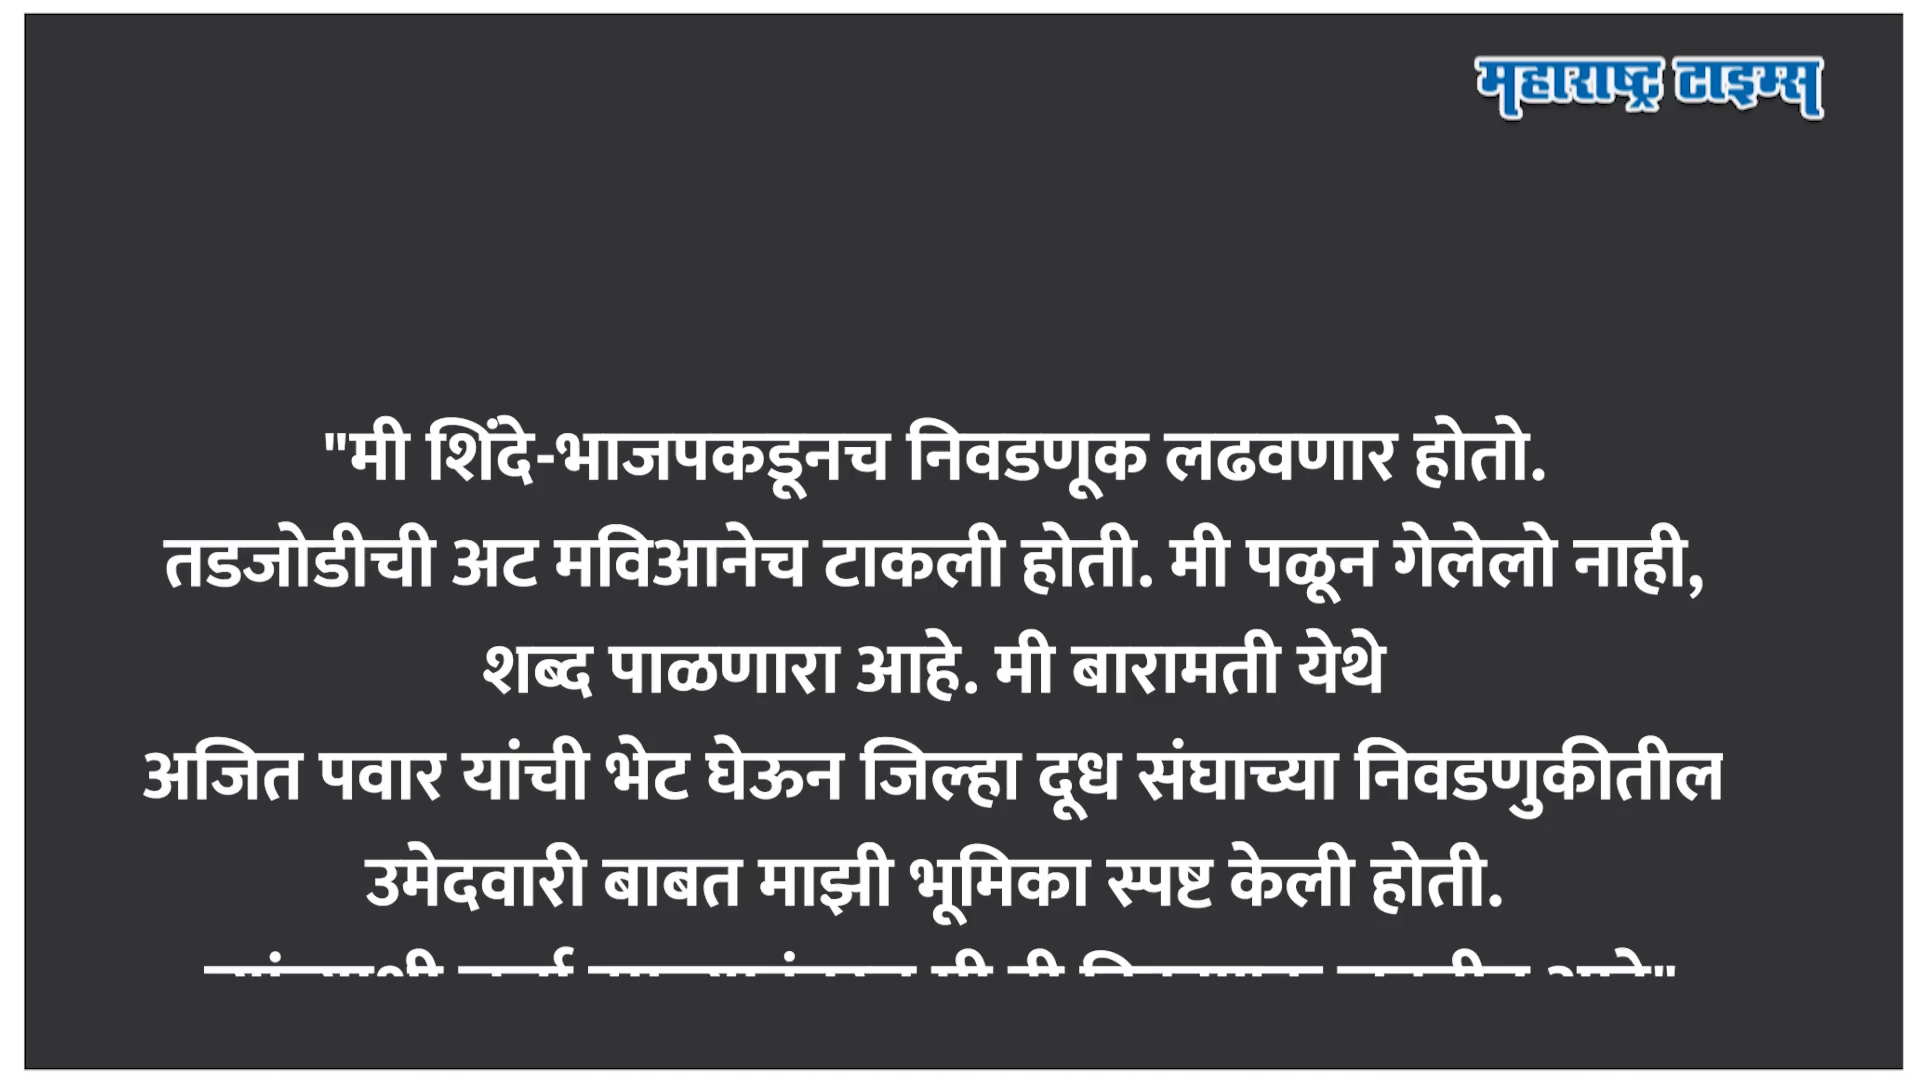 महाराष्ट्र टाइम्स
"मी शिंदे-भाजपकडूनच निवडणूक लढवणार होतो.
तडजोडीची अट मविआनेच टाकली होती. मी पळून गेलेलो नाही,
शब्द पाळणारा आहे. मी बारामती येथे
अजित पवार यांची भेट घेऊन जिल्हा दूध संघाच्या निवडणुकीतील
उमेदवारी बाबत माझी भूमिका स्पष्ट केली होती.